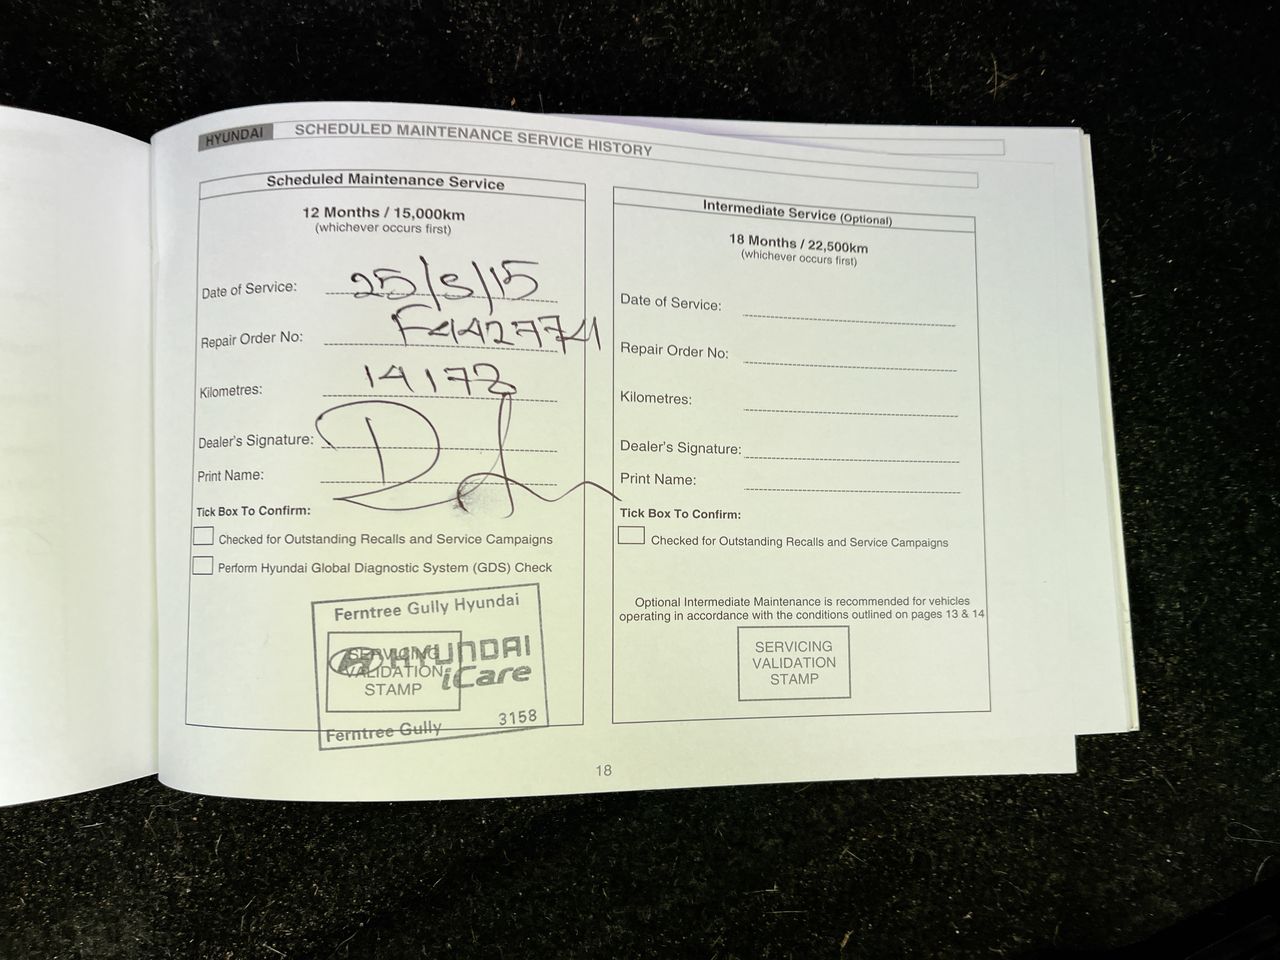 HYUNDAI SCHEDULED MAINTENANCE SERVICE HISTORY
Scheduled Maintenance Service
12 Months / 15,000km
(whichever occurs first)
Date of Service: 25/5/15
Repair Order No:
Kilometres: 14173
Dealer's Signature:
Print Name:
Tick Box To Confirm:
Checked for Outstanding Recalls and Service Campaigns
Perform Hyundai Global Diagnostic System (GDS) Check
Ferntree Gully Hyundai
SERVICING
VALIDATION
STAMP
HYUNDAI
iCare
Ferntree Gully 3158
Intermediate Service (Optional)
18 Months / 22,500km
(whichever occurs first)
Date of Service:
Repair Order No:
Kilometres:
Dealer's Signature:
Print Name:
Tick Box To Confirm:
Checked for Outstanding Recalls and Service Campaigns
Optional Intermediate Maintenance is recommended for vehicles
operating in accordance with the conditions outlined on pages 13 & 14
SERVICING
VALIDATION
STAMP
18